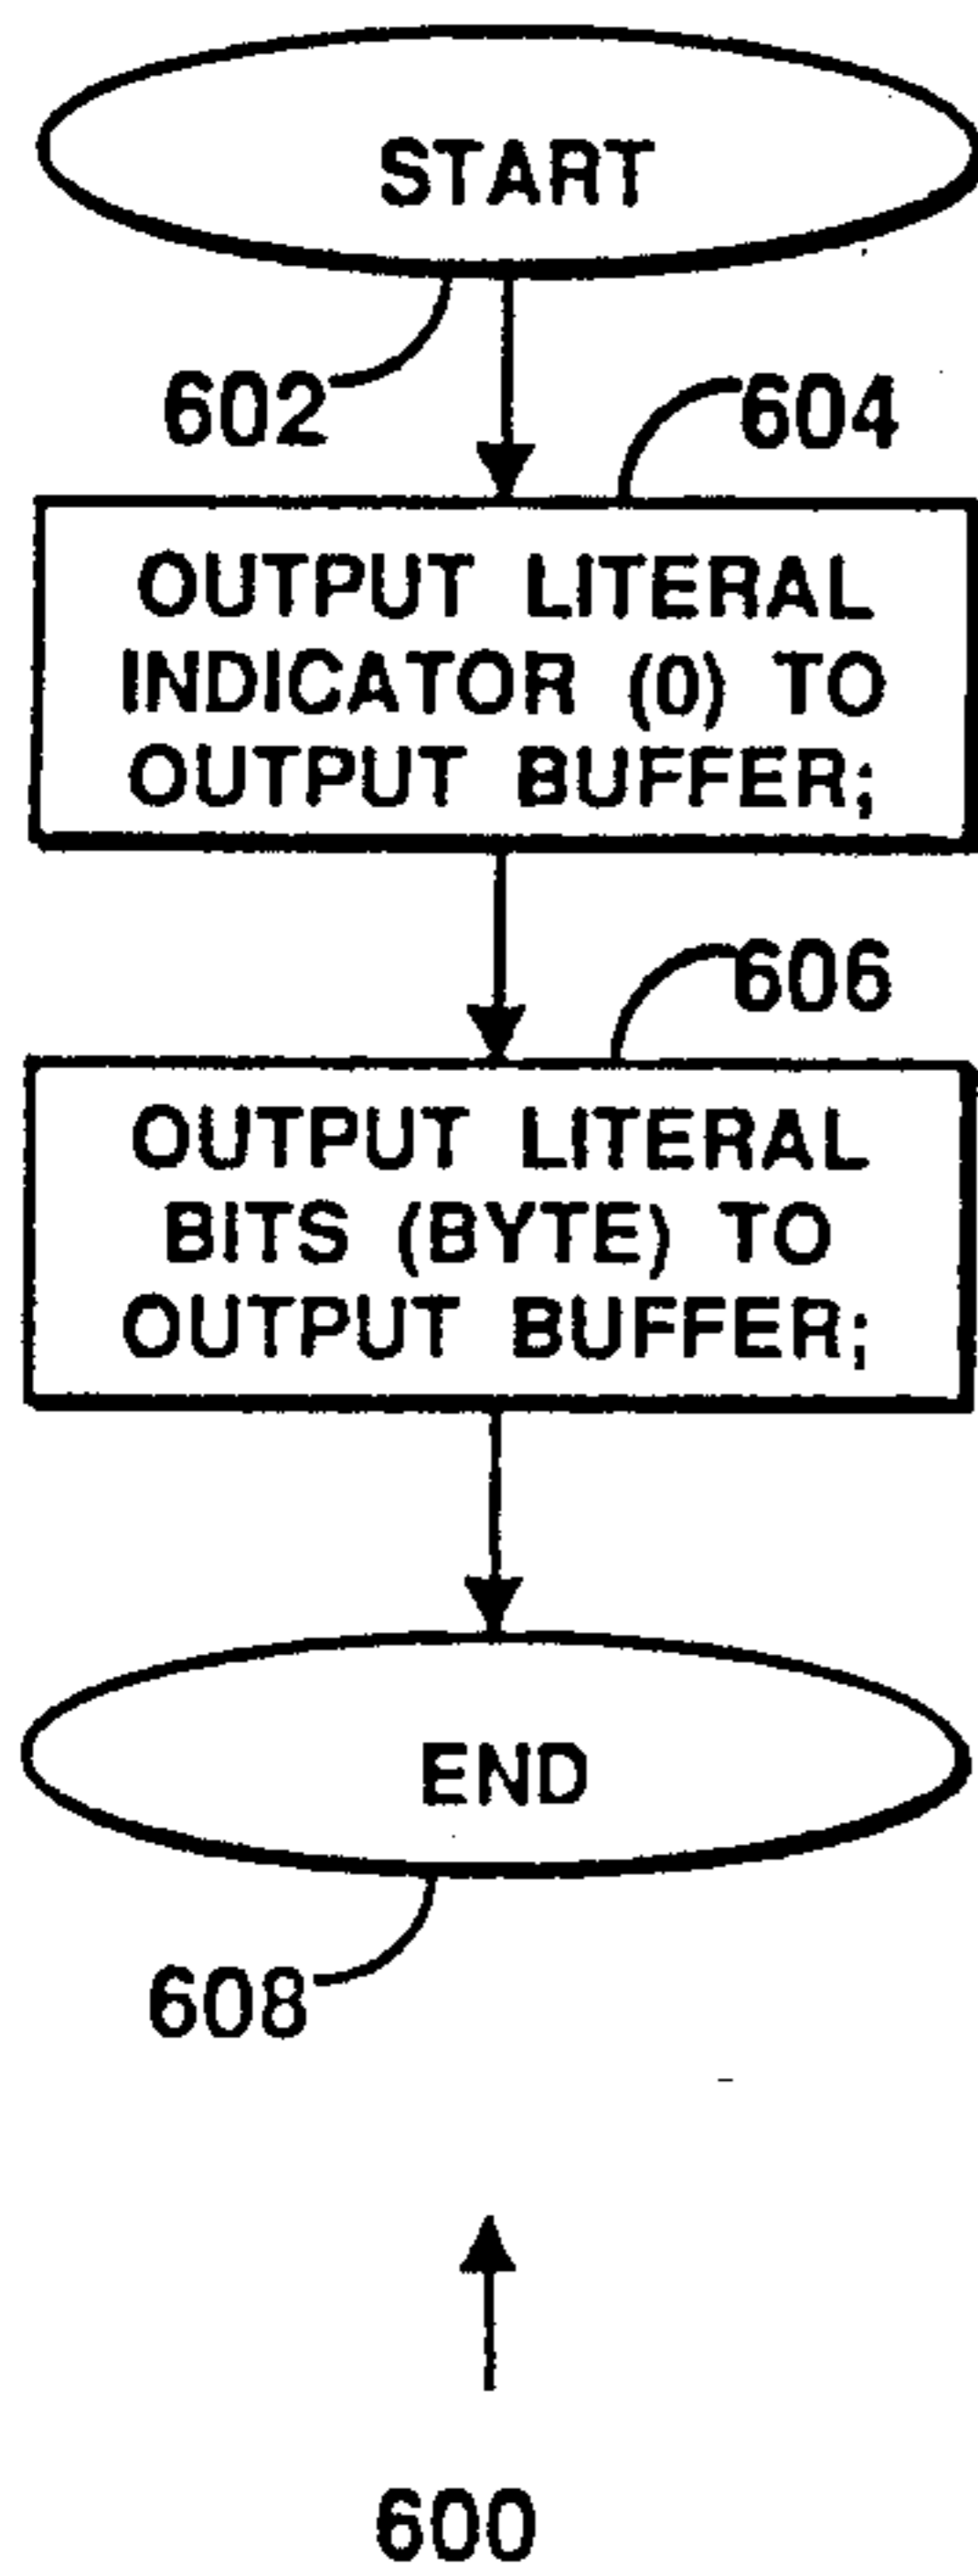 START
602
604
OUTPUT LITERAL
INDICATOR (0) TO
OUTPUT BUFFER;
606
OUTPUT LITERAL
BITS (BYTE) TO
OUTPUT BUFFER;
END
608
600